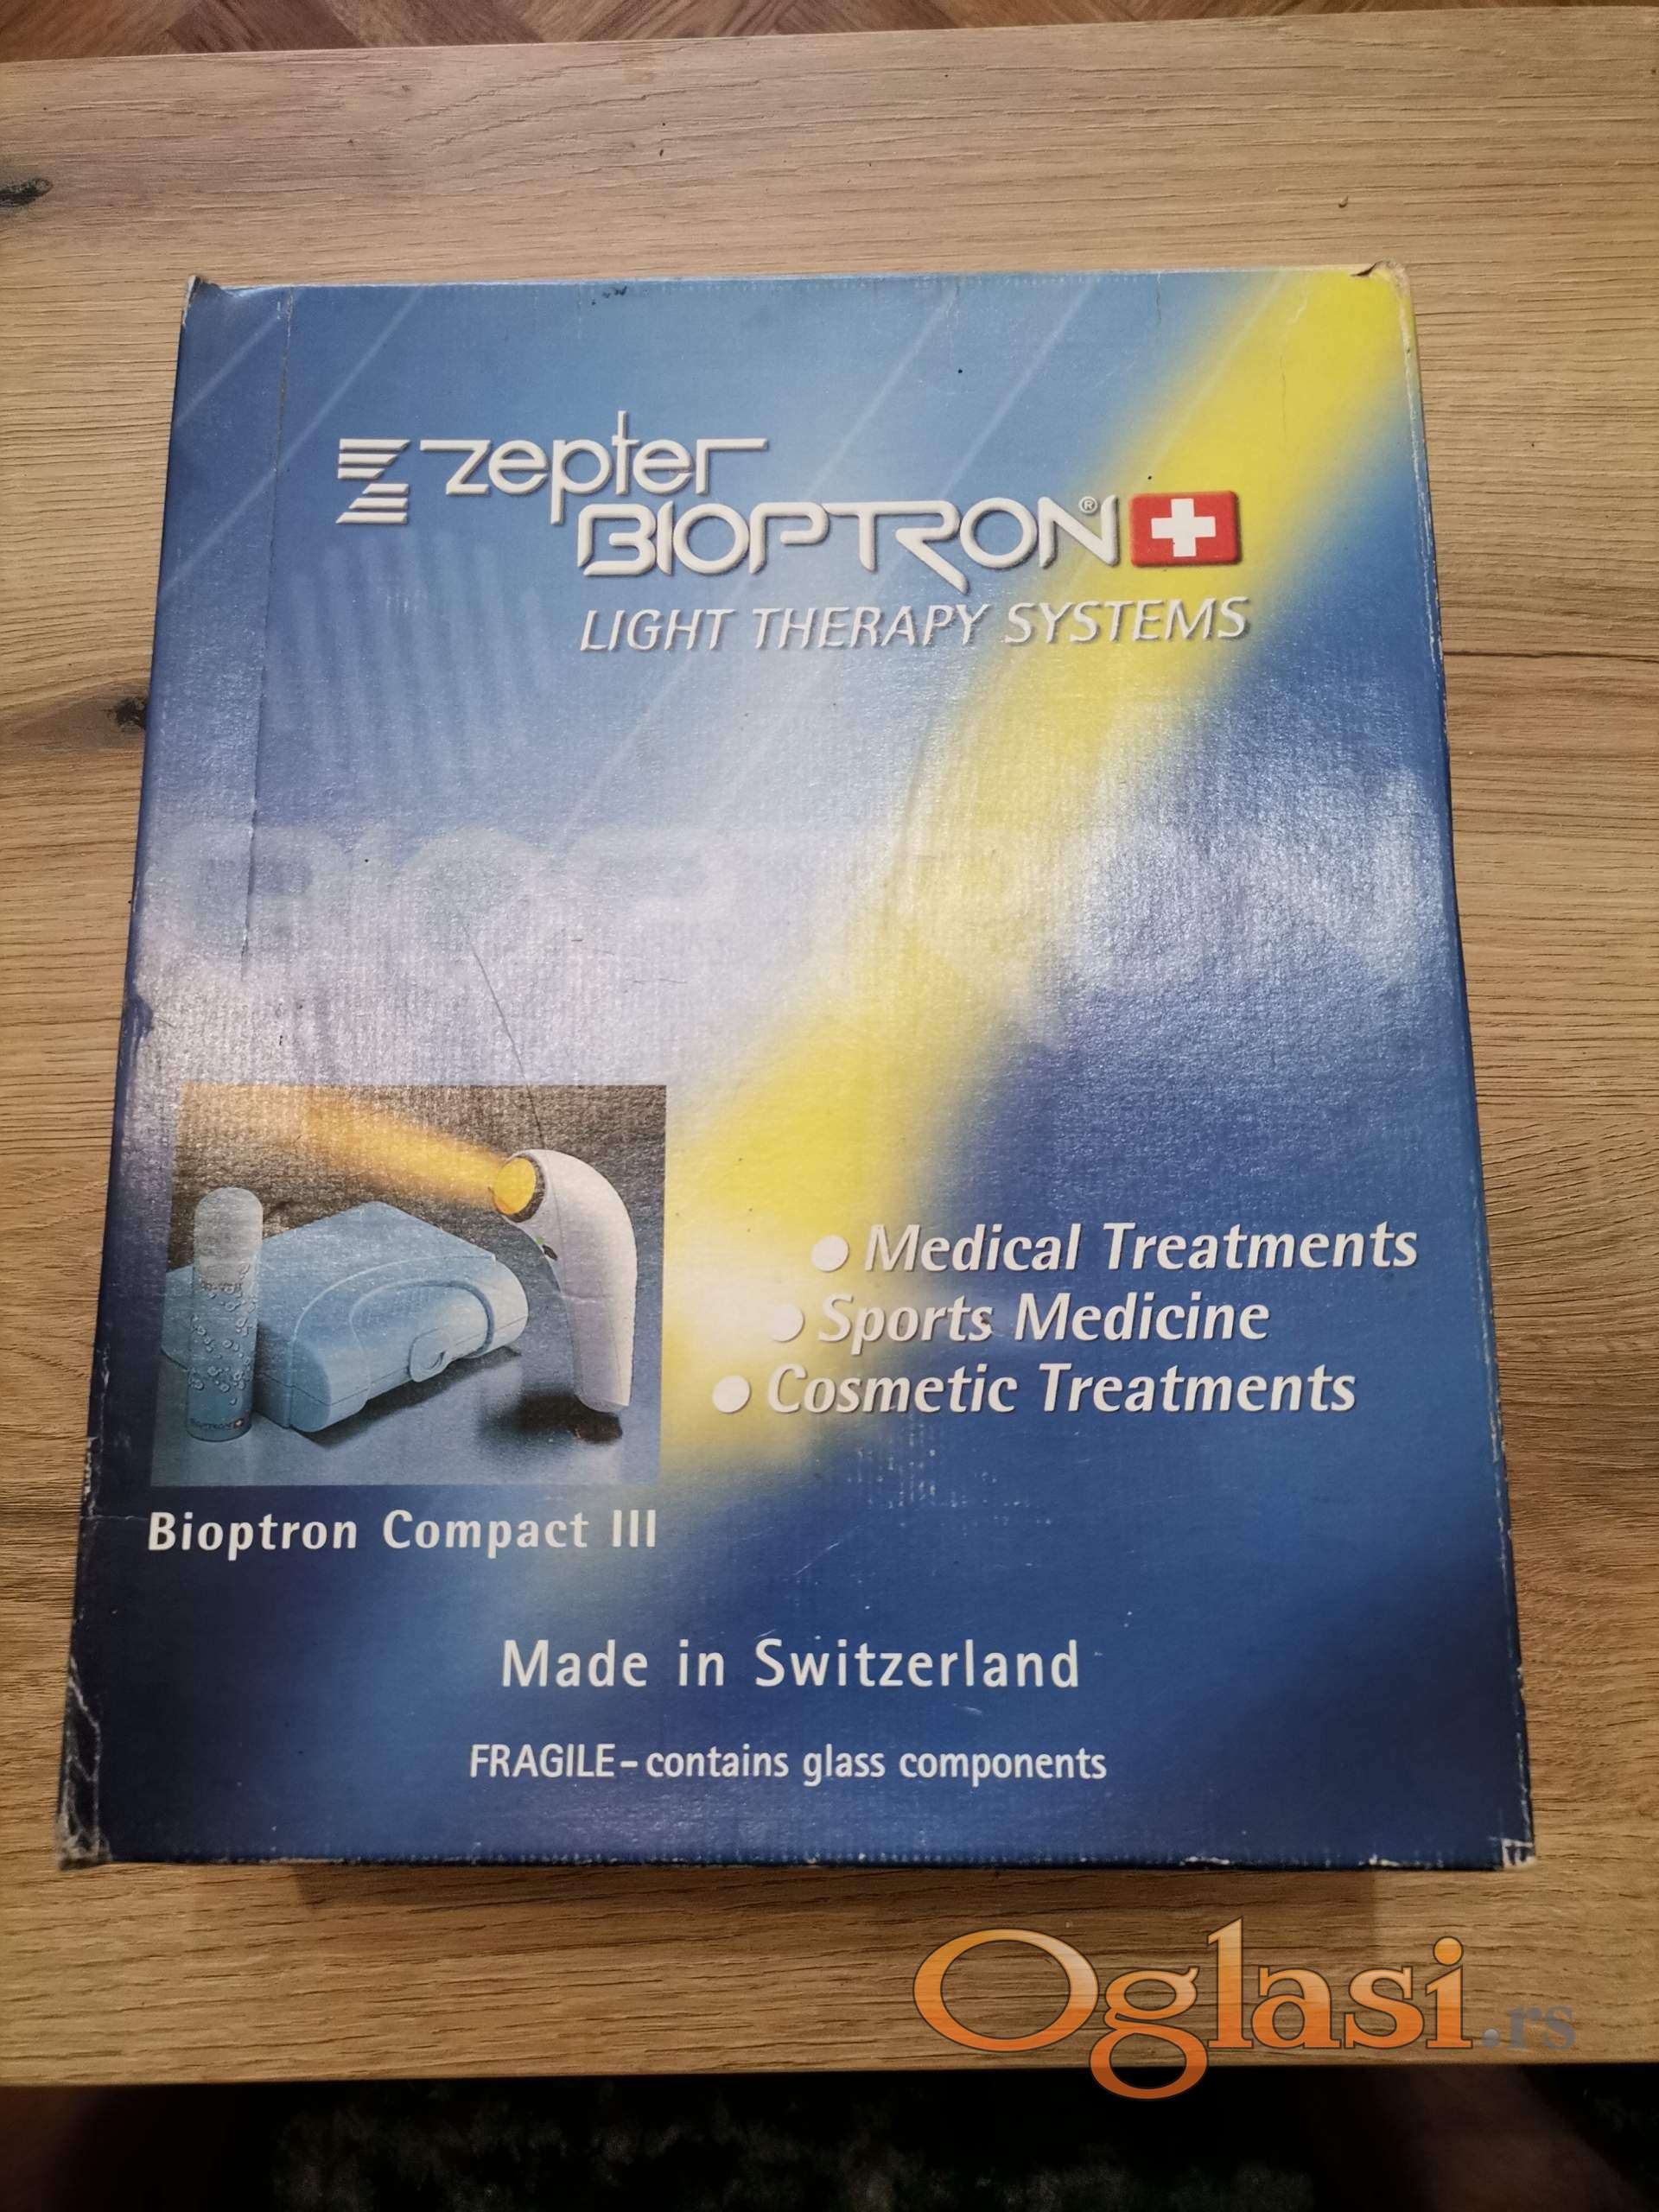 zepter
BIOPTRON®
LIGHT THERAPY SYSTEMS
BIOPTRON
• Medical Treatments
• Sports Medicine
• Cosmetic Treatments
Bioptron Compact III
Made in Switzerland
FRAGILE – contains glass components
Oglasi.rs